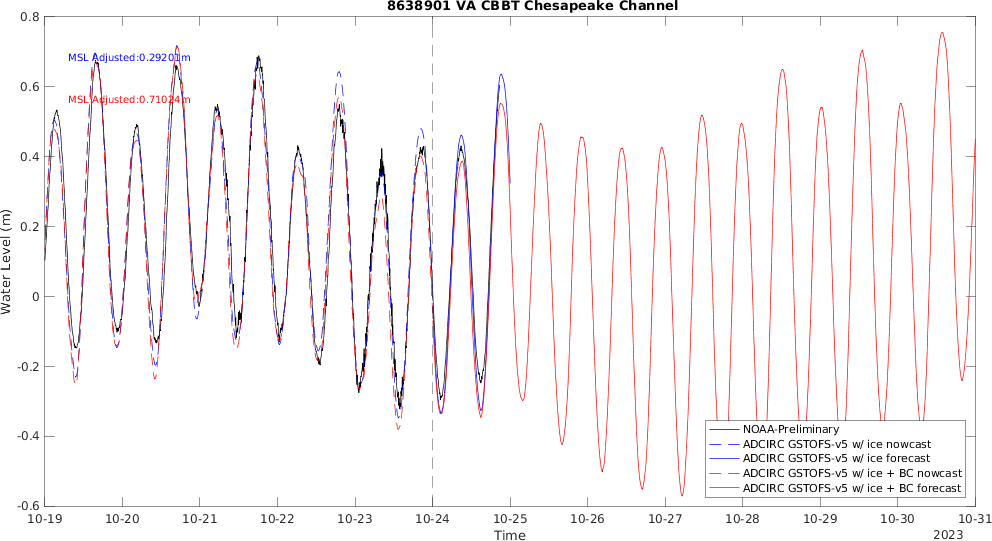 8638901 VA CBBT Chesapeake Channel
0.8
MSL Adjusted:0.29201m
0.6
MSL Adjusted:0.71024m
0.4
0.2
Water Level (m)
0
-0.2
-0.4
-0.6
NOAA-Preliminary
ADCIRC GSTOFS-v5 w/ ice nowcast
ADCIRC GSTOFS-v5 w/ ice forecast
ADCIRC GSTOFS-v5 w/ ice + BC nowcast
ADCIRC GSTOFS-v5 w/ ice + BC forecast
10-19 10-20 10-21 10-22 10-23 10-24 10-25 10-26 10-27 10-28 10-29 10-30 10-31
Time
2023